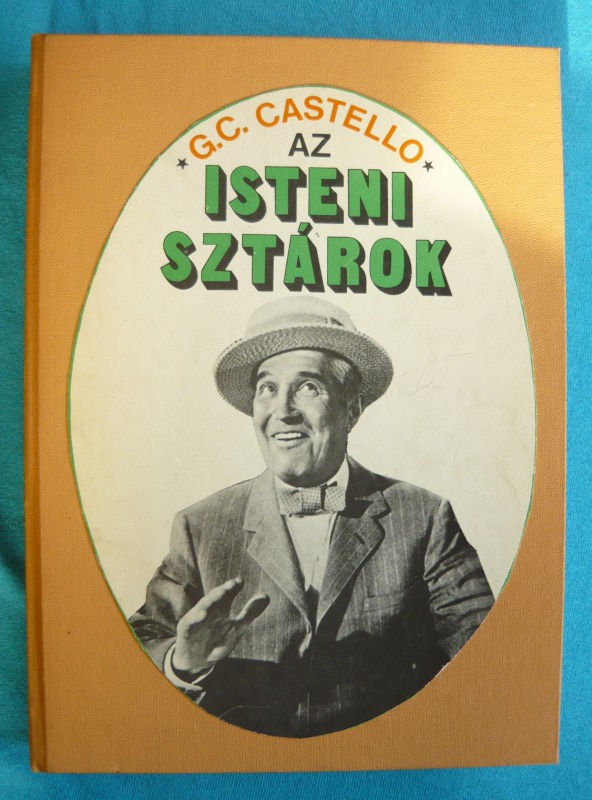 G.C. CASTELLO
AZ
ISTENI
SZTÁROK